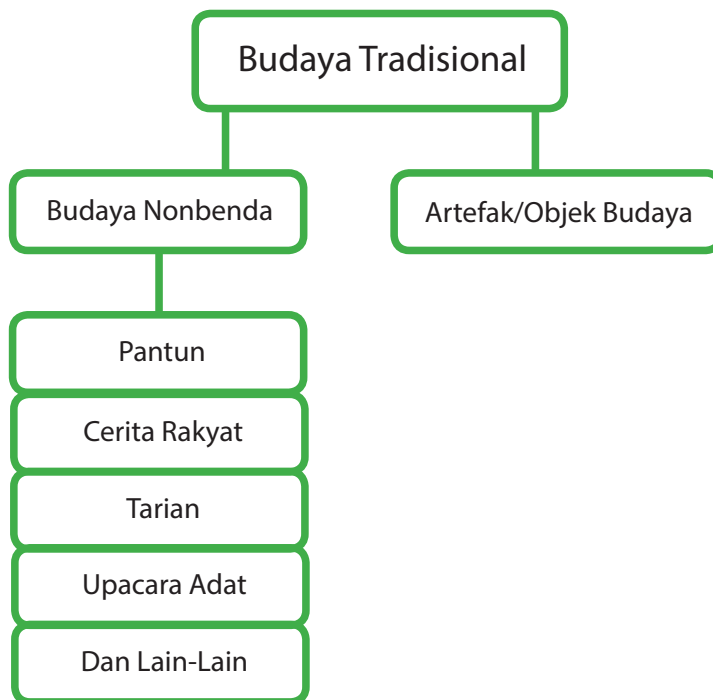 Budaya Tradisional
Budaya Nonbenda
Artefak/Objek Budaya
Pantun
Cerita Rakyat
Tarian
Upacara Adat
Dan Lain-Lain